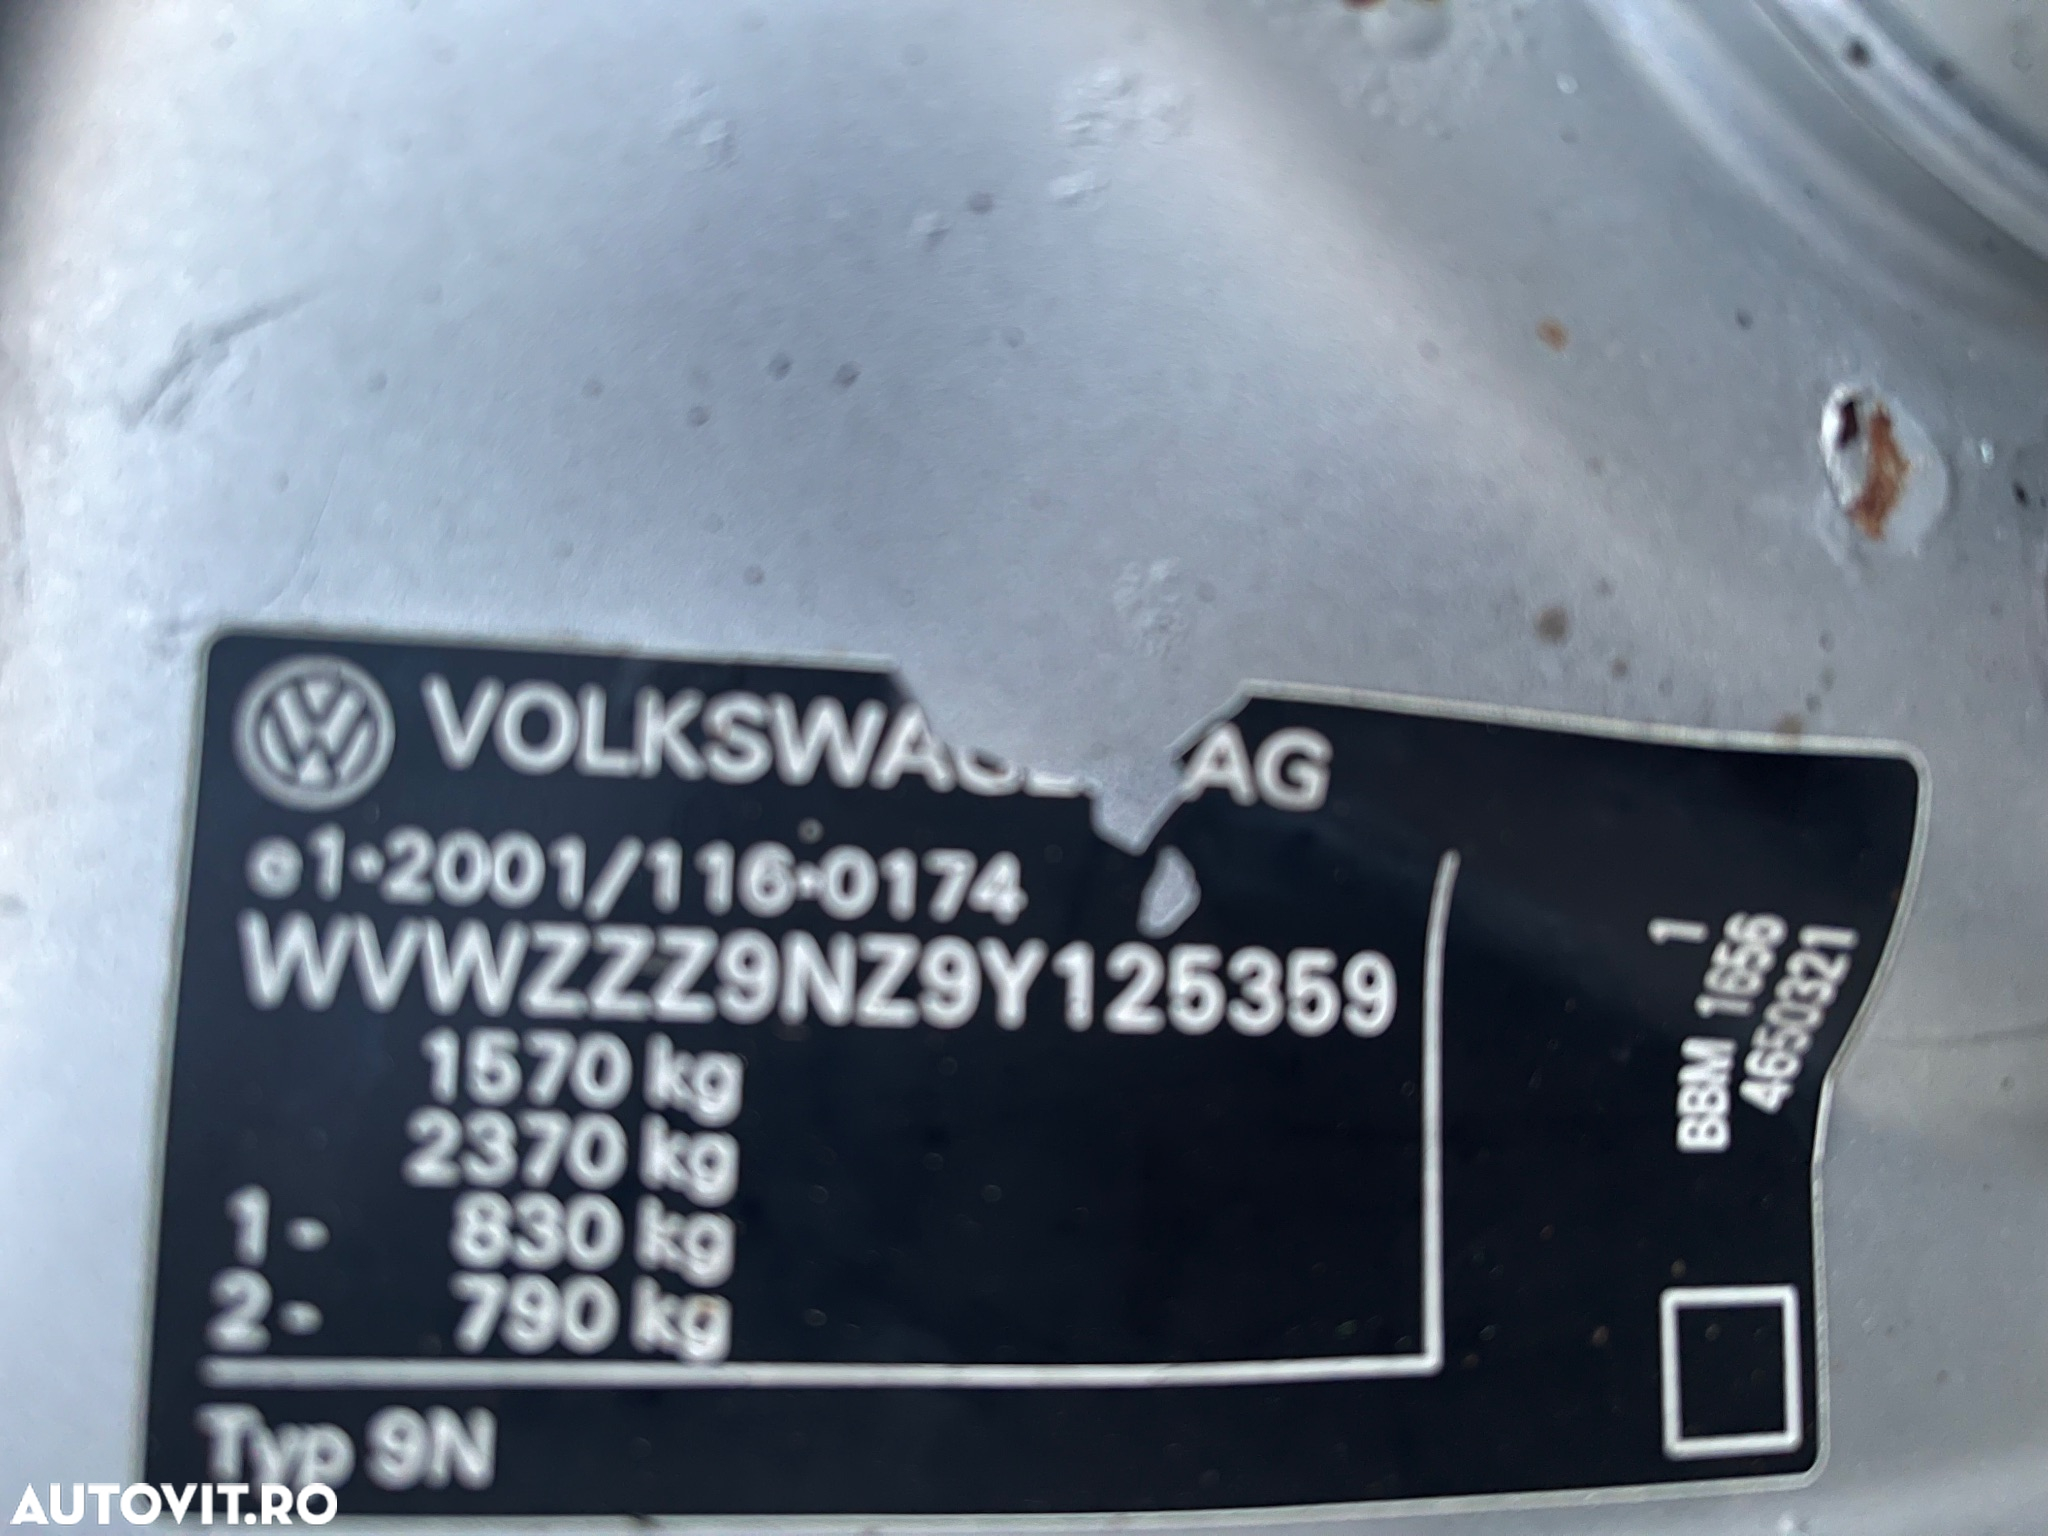 VOLKSWAGEN AG
e1*2001/116*0174
WVWZZZ9NZ9Y125359
1570 kg
2370 kg
1- 830 kg
2- 790 kg
Typ 9N
1
BBM 1656
4650321
AUTOVIT.RO